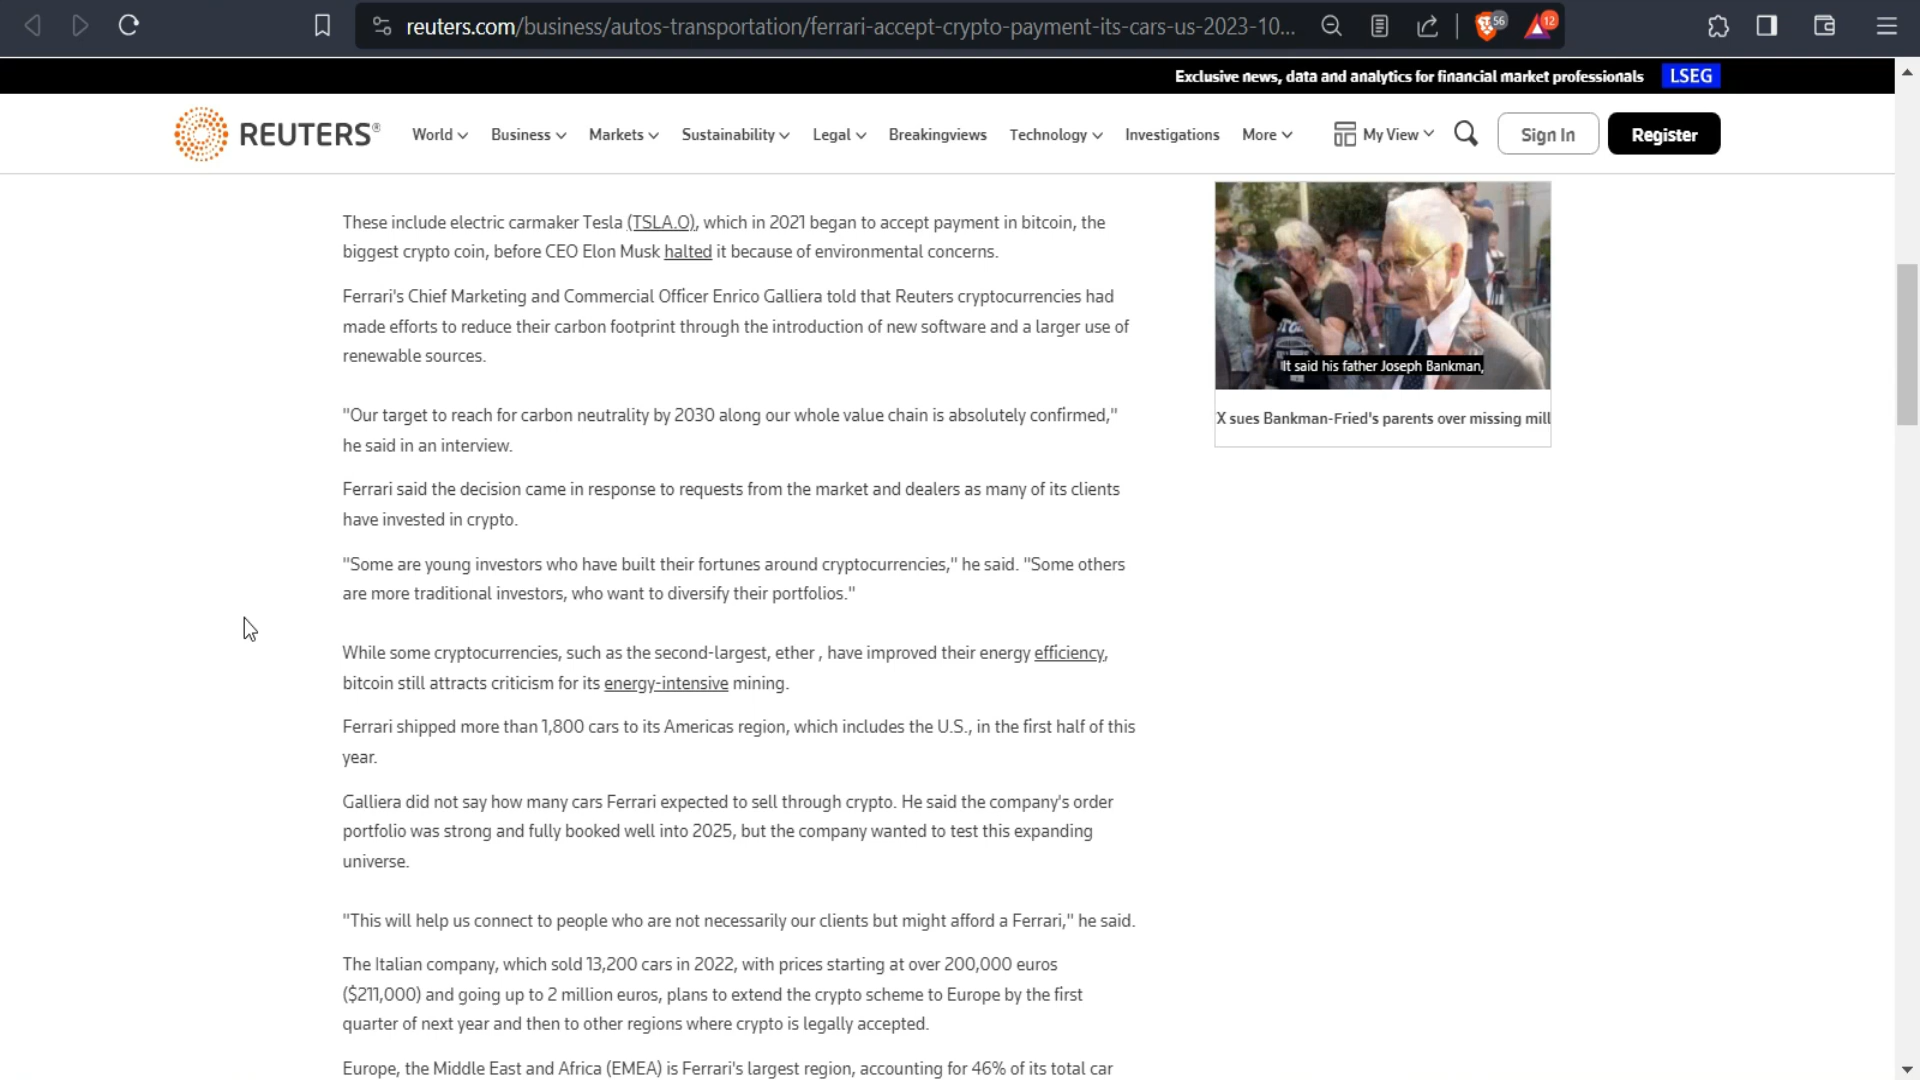 reuters.com/business/autos-transportation/ferrari-accept-crypto-payment-its-cars-us-2023-10...
56
12
Exclusive news, data and analytics for financial market professionals LSEG
REUTERS®
World
Business
Markets
Sustainability
Legal
Breakingviews
Technology
Investigations
More
My View
Sign In
Register
These include electric carmaker Tesla (TSLA.O), which in 2021 began to accept payment in bitcoin, the
biggest crypto coin, before CEO Elon Musk halted it because of environmental concerns.
Ferrari's Chief Marketing and Commercial Officer Enrico Galliera told that Reuters cryptocurrencies had
made efforts to reduce their carbon footprint through the introduction of new software and a larger use of
renewable sources.
"Our target to reach for carbon neutrality by 2030 along our whole value chain is absolutely confirmed,"
he said in an interview.
Ferrari said the decision came in response to requests from the market and dealers as many of its clients
have invested in crypto.
"Some are young investors who have built their fortunes around cryptocurrencies," he said. "Some others
are more traditional investors, who want to diversify their portfolios."
While some cryptocurrencies, such as the second-largest, ether , have improved their energy efficiency,
bitcoin still attracts criticism for its energy-intensive mining.
Ferrari shipped more than 1,800 cars to its Americas region, which includes the U.S., in the first half of this
year.
Galliera did not say how many cars Ferrari expected to sell through crypto. He said the company's order
portfolio was strong and fully booked well into 2025, but the company wanted to test this expanding
universe.
"This will help us connect to people who are not necessarily our clients but might afford a Ferrari," he said.
The Italian company, which sold 13,200 cars in 2022, with prices starting at over 200,000 euros
($211,000) and going up to 2 million euros, plans to extend the crypto scheme to Europe by the first
quarter of next year and then to other regions where crypto is legally accepted.
Europe, the Middle East and Africa (EMEA) is Ferrari's largest region, accounting for 46% of its total car
It said his father Joseph Bankman,
X sues Bankman-Fried's parents over missing mill